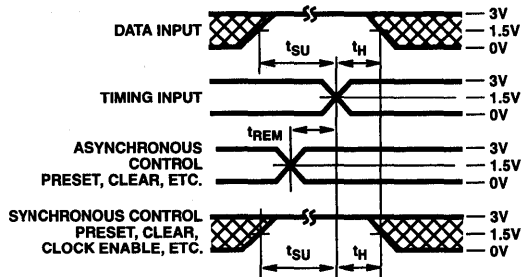 DATA INPUT
3V
1.5V
0V
tSU
tH
TIMING INPUT
3V
1.5V
0V
tREM
ASYNCHRONOUS
CONTROL
PRESET, CLEAR, ETC.
3V
1.5V
0V
SYNCHRONOUS CONTROL
PRESET, CLEAR,
CLOCK ENABLE, ETC.
3V
1.5V
0V
tSU
tH